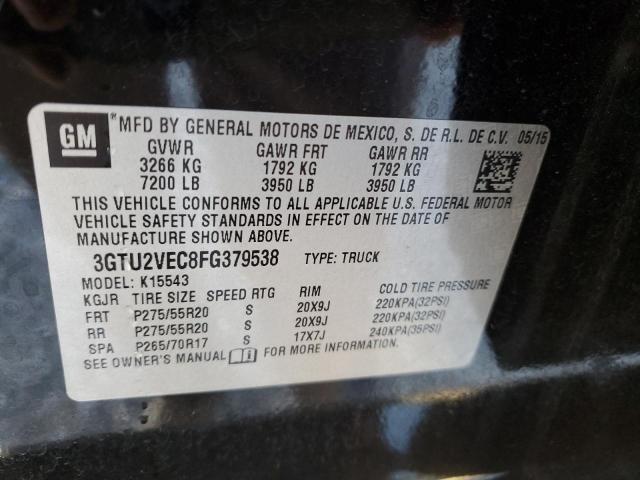 GM ® MFD BY GENERAL MOTORS DE MEXICO, S. DE R.L. DE C.V. 05/15
GVWR GAWR FRT GAWR RR
3266 KG 1792 KG 1792 KG
7200 LB 3950 LB 3950 LB
THIS VEHICLE CONFORMS TO ALL APPLICABLE U.S. FEDERAL MOTOR
VEHICLE SAFETY STANDARDS IN EFFECT ON THE DATE OF
MANUFACTURE SHOWN ABOVE.
3GTU2VEC8FG379538 TYPE: TRUCK
MODEL: K15543
KGJR TIRE SIZE SPEED RTG RIM COLD TIRE PRESSURE
FRT P275/55R20 S 20X9J 220KPA(32PSI)
RR P275/55R20 S 20X9J 220KPA(32PSI)
SPA P265/70R17 S 17X7J 240KPA(35PSI)
SEE OWNER'S MANUAL FOR MORE INFORMATION.